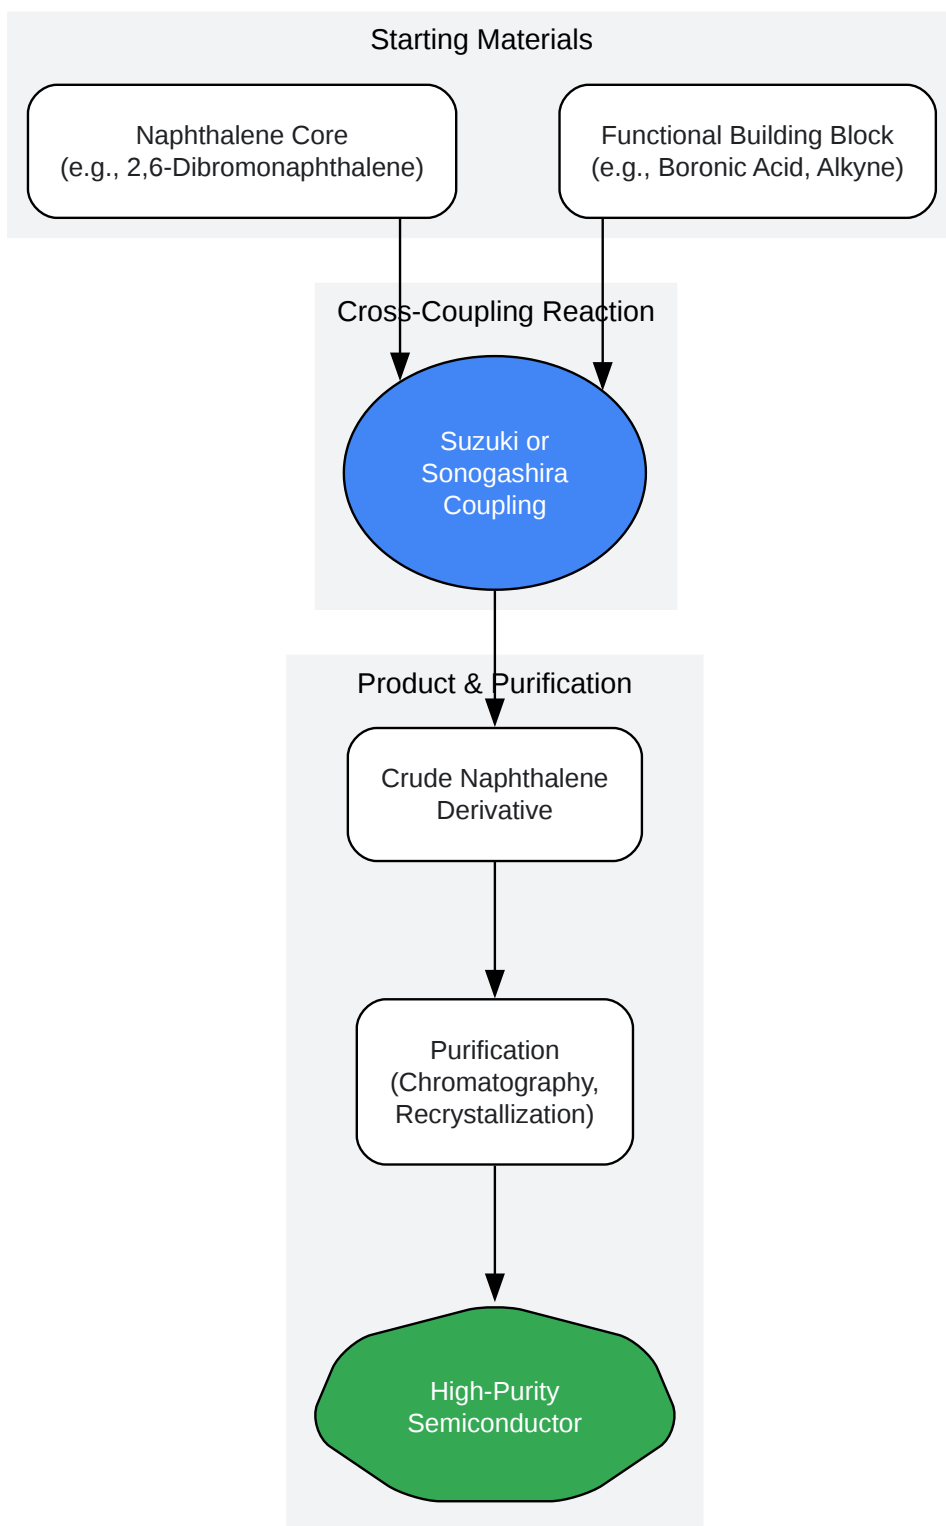 Starting Materials
Naphthalene Core
(e.g., 2,6-Dibromonaphthalene)
Functional Building Block
(e.g., Boronic Acid, Alkyne)
Cross-Coupling Reaction
Suzuki or
Sonogashira
Coupling
Product & Purification
Crude Naphthalene
Derivative
Purification
(Chromatography,
Recrystallization)
High-Purity
Semiconductor